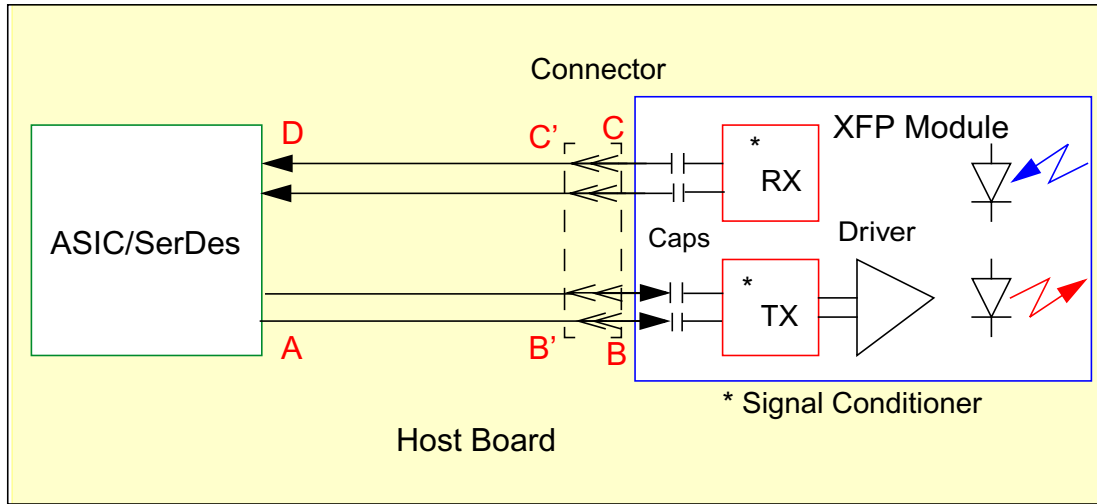 Connector
XFP Module
D
C’
C
*
RX
ASIC/SerDes
Caps
Driver
*
TX
A
B’
B
* Signal Conditioner
Host Board